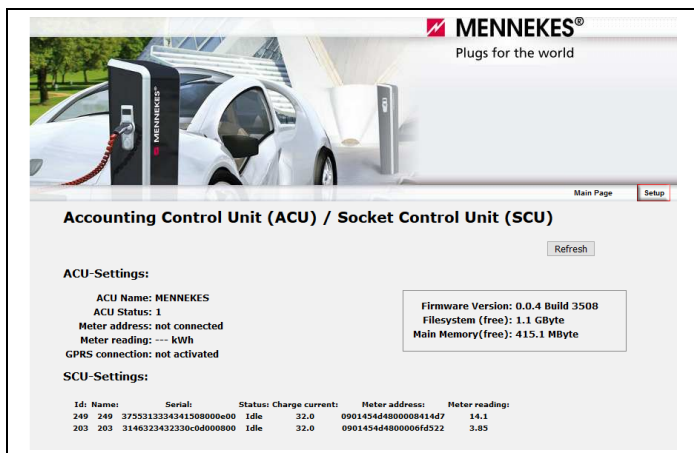 MENNEKES®
Plugs for the world
MENNEKES®
Main Page Setup
Accounting Control Unit (ACU) / Socket Control Unit (SCU)
Refresh
ACU-Settings:
ACU Name: MENNEKES
ACU Status: 1
Meter address: not connected
Meter reading: --- kWh
GPRS connection: not activated
Firmware Version: 0.0.4 Build 3508
Filesystem (free): 1.1 GByte
Main Memory(free): 415.1 MByte
SCU-Settings:
Id: Name: Serial: Status: Charge current: Meter address: Meter reading:
249 249 3755313334341508000e00 Idle 32.0 0901454d4800008414d7 14.1
203 203 3146323432330c0d000800 Idle 32.0 0901454d4800006fd522 3.85